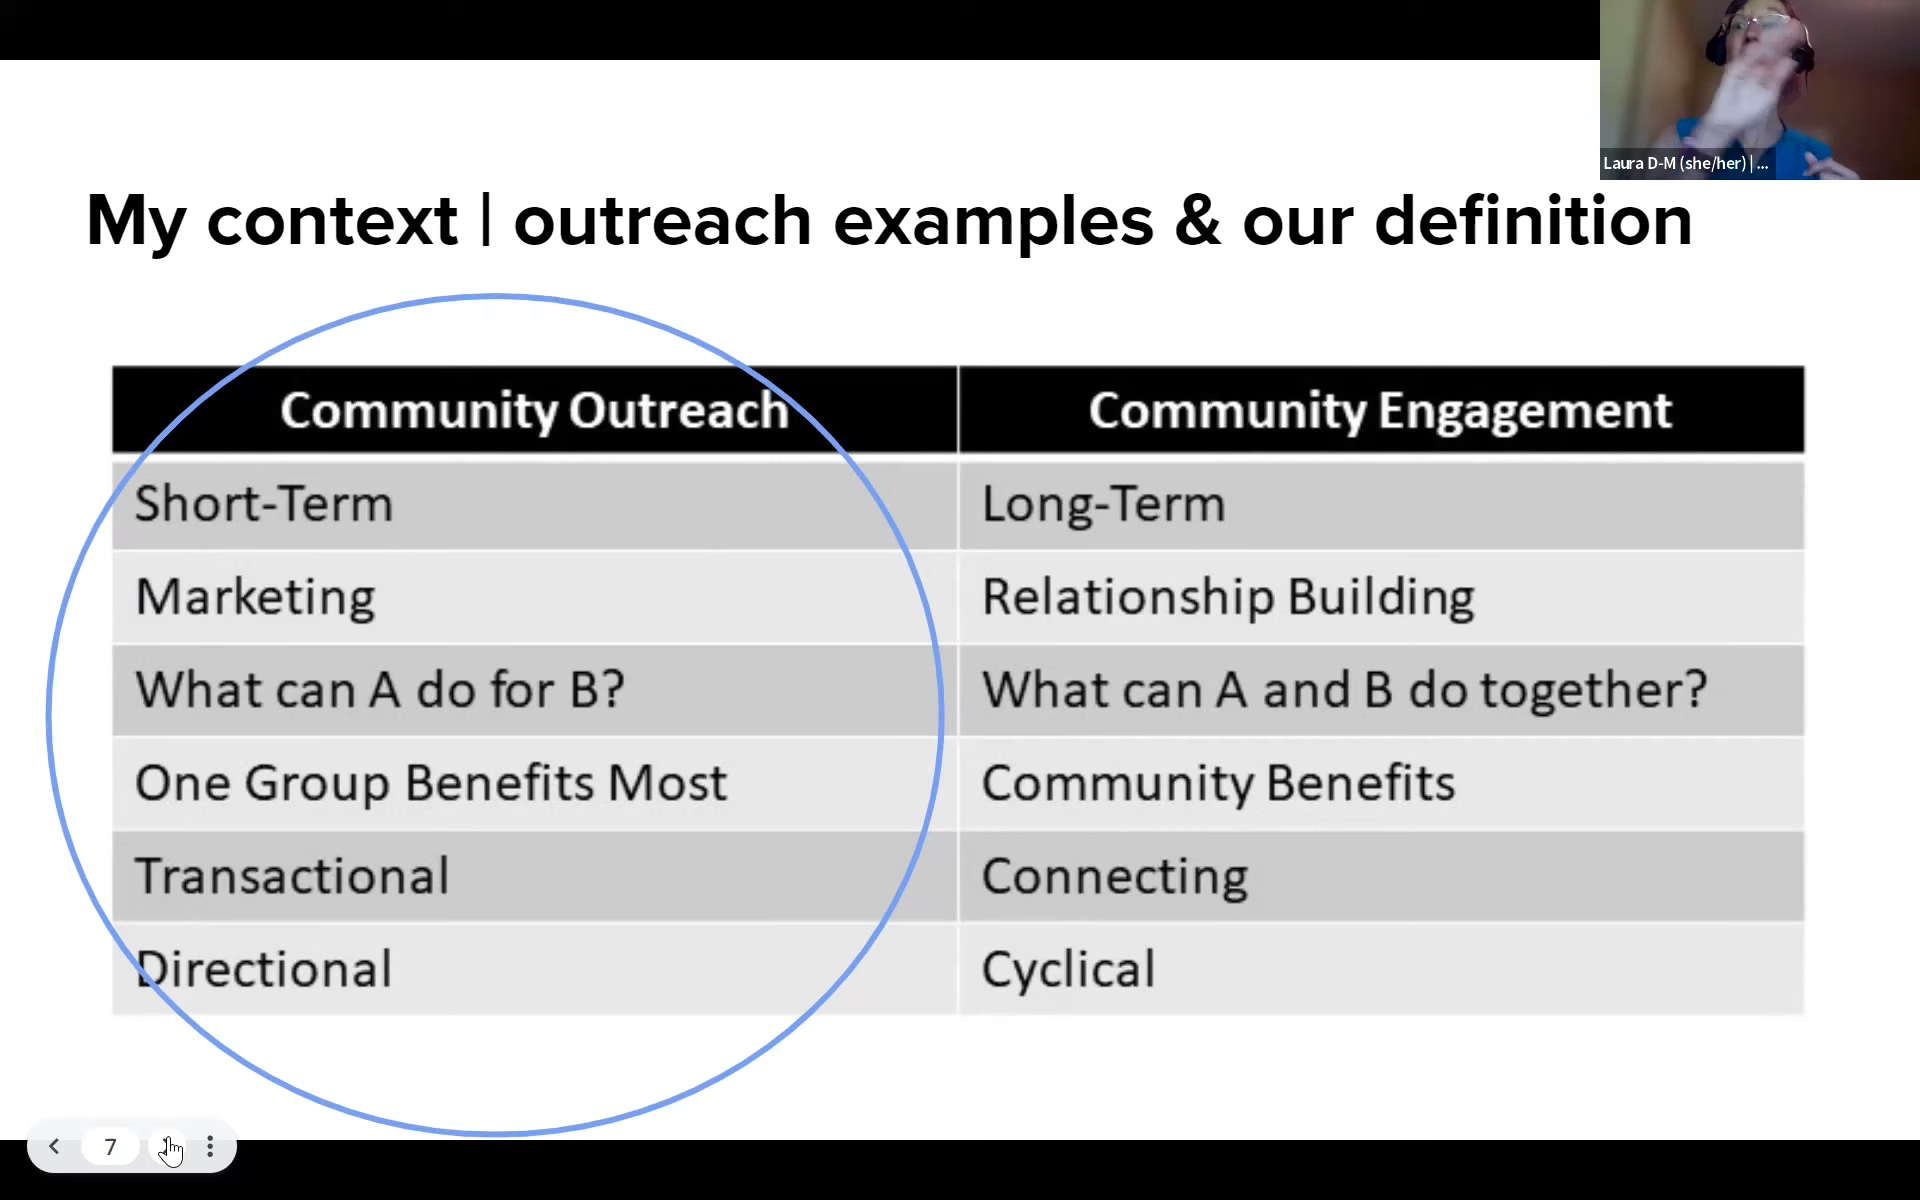 Laura D-M (she/her) | ...
My context | outreach examples & our definition
Community Outreach
Community Engagement
Short-Term
Long-Term
Marketing
Relationship Building
What can A do for B?
What can A and B do together?
One Group Benefits Most
Community Benefits
Transactional
Connecting
Directional
Cyclical
7